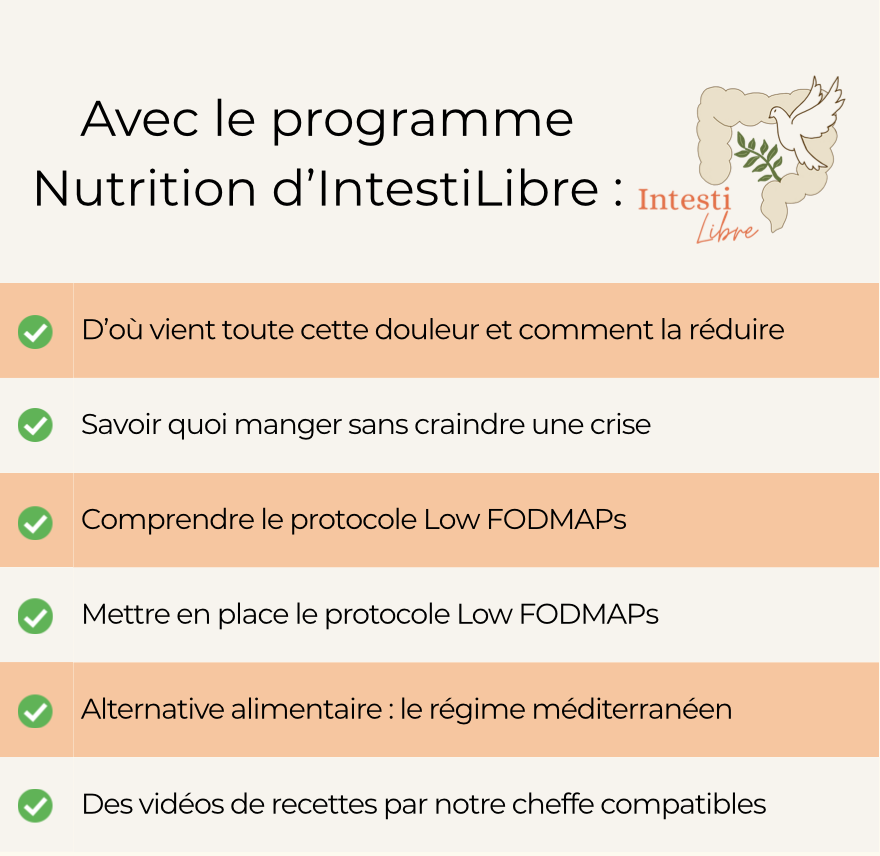 Avec le programme
Nutrition d’IntestiLibre :
Intesti
Libre
D’où vient toute cette douleur et comment la réduire
Savoir quoi manger sans craindre une crise
Comprendre le protocole Low FODMAPs
Mettre en place le protocole Low FODMAPs
Alternative alimentaire : le régime méditerranéen
Des vidéos de recettes par notre cheffe compatibles